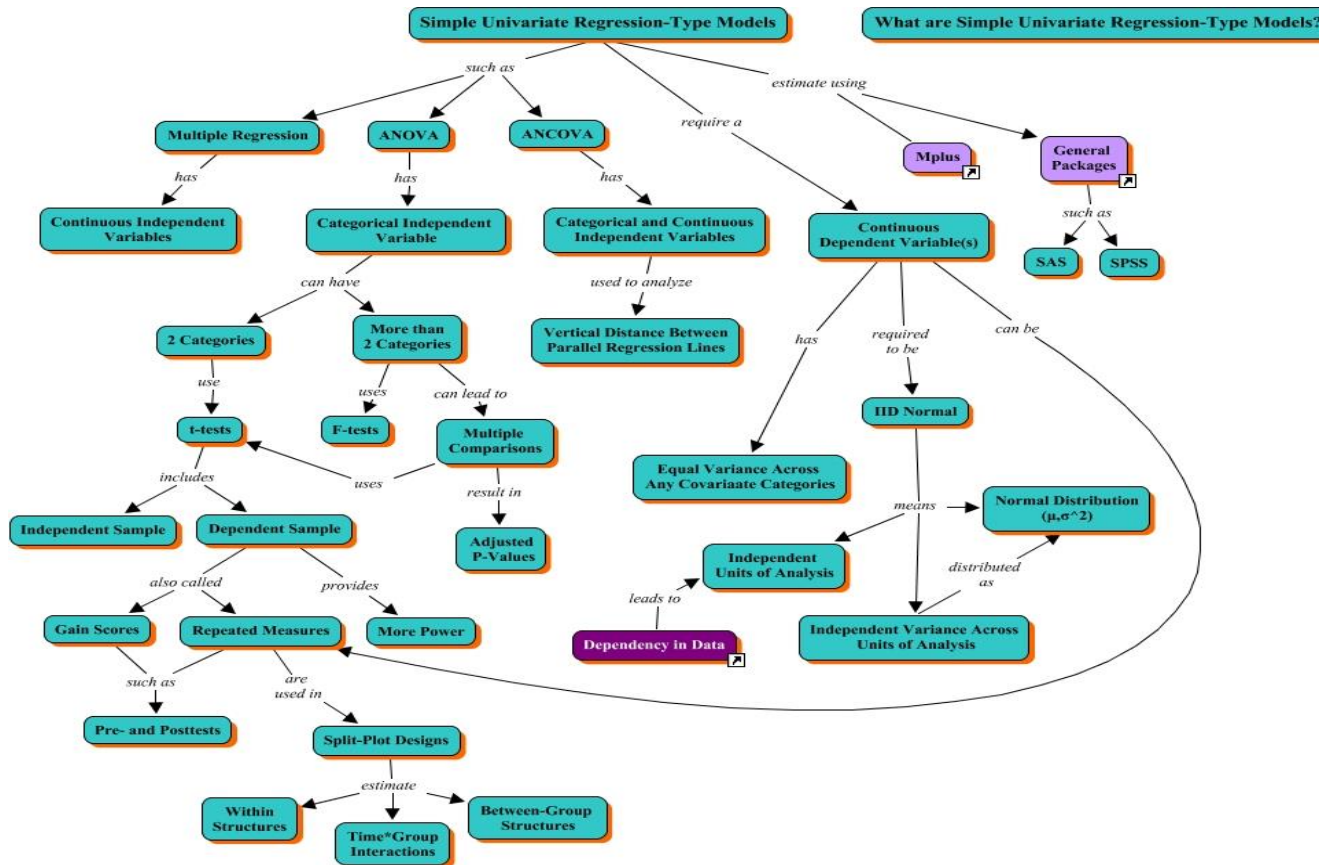 Simple Univariate Regression-Type Models
What are Simple Univariate Regression-Type Models?
such as
estimate using
require a
Multiple Regression
ANOVA
ANCOVA
Mplus
General
Packages
has
has
has
such as
Continuous Independent
Variables
Categorical Independent
Variable
Categorical and Continuous
Independent Variables
Continuous
Dependent Variable(s)
SAS
SPSS
can have
used to analyze
2 Categories
More than
2 Categories
Vertical Distance Between
Parallel Regression Lines
has
required
to be
can be
use
uses
can lead to
t-tests
F-tests
Multiple
Comparisons
IID Normal
includes
uses
result in
Equal Variance Across
Any Covariaate Categories
means
Normal Distribution
(μ,σ^2)
Independent Sample
Dependent Sample
Adjusted
P-Values
Independent
Units of Analysis
distributed
as
also called
provides
leads to
Gain Scores
Repeated Measures
More Power
Dependency in Data
Independent Variance Across
Units of Analysis
such as
are
used in
Pre- and Posttests
Split-Plot Designs
estimate
Within
Structures
Time*Group
Interactions
Between-Group
Structures